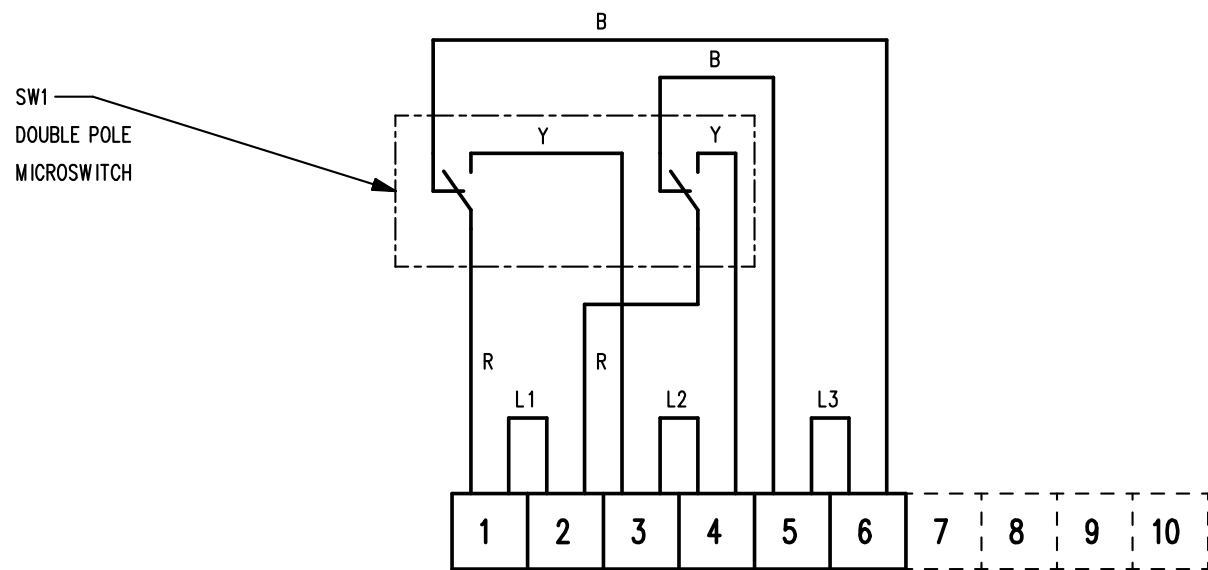 B
B
SW1
DOUBLE POLE
MICROSWITCH
Y
Y
R
R
L1
L2
L3
1 2 3 4 5 6 7 8 9 10